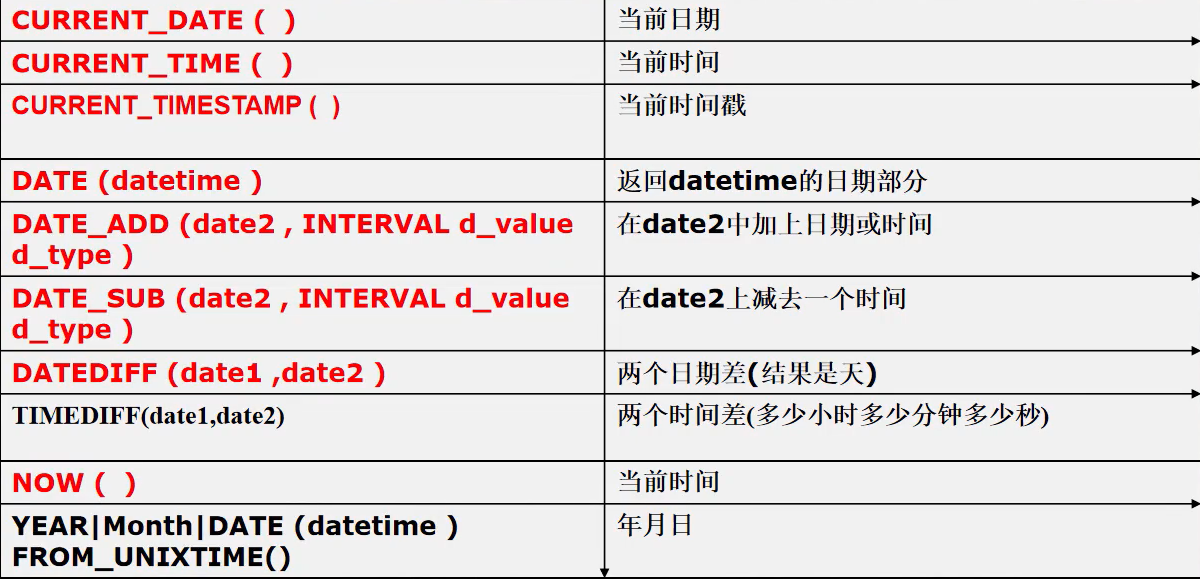 CURRENT_DATE (  )
当前日期
CURRENT_TIME (  )
当前时间
CURRENT_TIMESTAMP (  )
当前时间戳
DATE (datetime )
返回datetime的日期部分
DATE_ADD (date2 , INTERVAL d_value
d_type )
在date2中加上日期或时间
DATE_SUB (date2 , INTERVAL d_value
d_type )
在date2上减去一个时间
DATEDIFF (date1 ,date2 )
两个日期差(结果是天)
TIMEDIFF(date1,date2)
两个时间差(多少小时多少分钟多少秒)
NOW (  )
当前时间
YEAR|Month|DATE (datetime )
FROM_UNIXTIME()
年月日